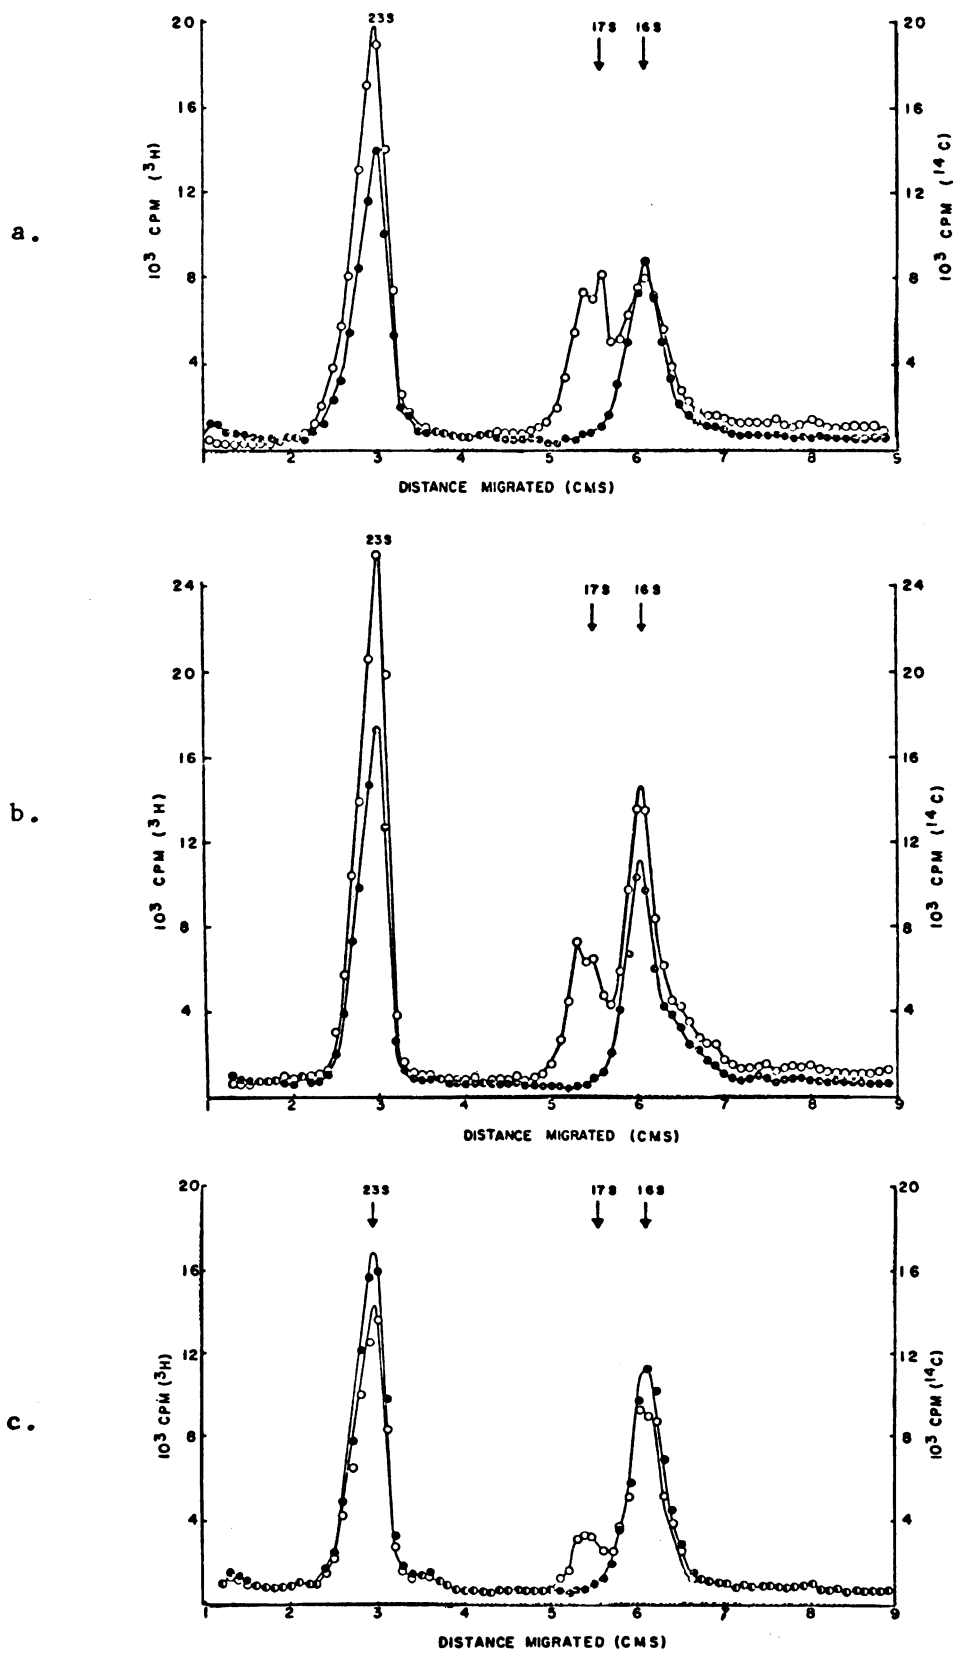 a.
23S
17S
16S
20
16
12
8
4
10³ CPM (³H)
20
16
12
8
4
10³ CPM (¹⁴C)
1 2 3 4 5 6 7 8 9
DISTANCE MIGRATED (CMS)
b.
23S
17S
16S
24
20
16
12
8
4
10³ CPM (³H)
24
20
16
12
8
4
10³ CPM (¹⁴C)
1 2 3 4 5 6 7 8 9
DISTANCE MIGRATED (CMS)
c.
23S
17S
16S
20
16
12
8
4
10³ CPM (³H)
20
16
12
8
4
10³ CPM (¹⁴C)
1 2 3 4 5 6 7 8 9
DISTANCE MIGRATED (CMS)